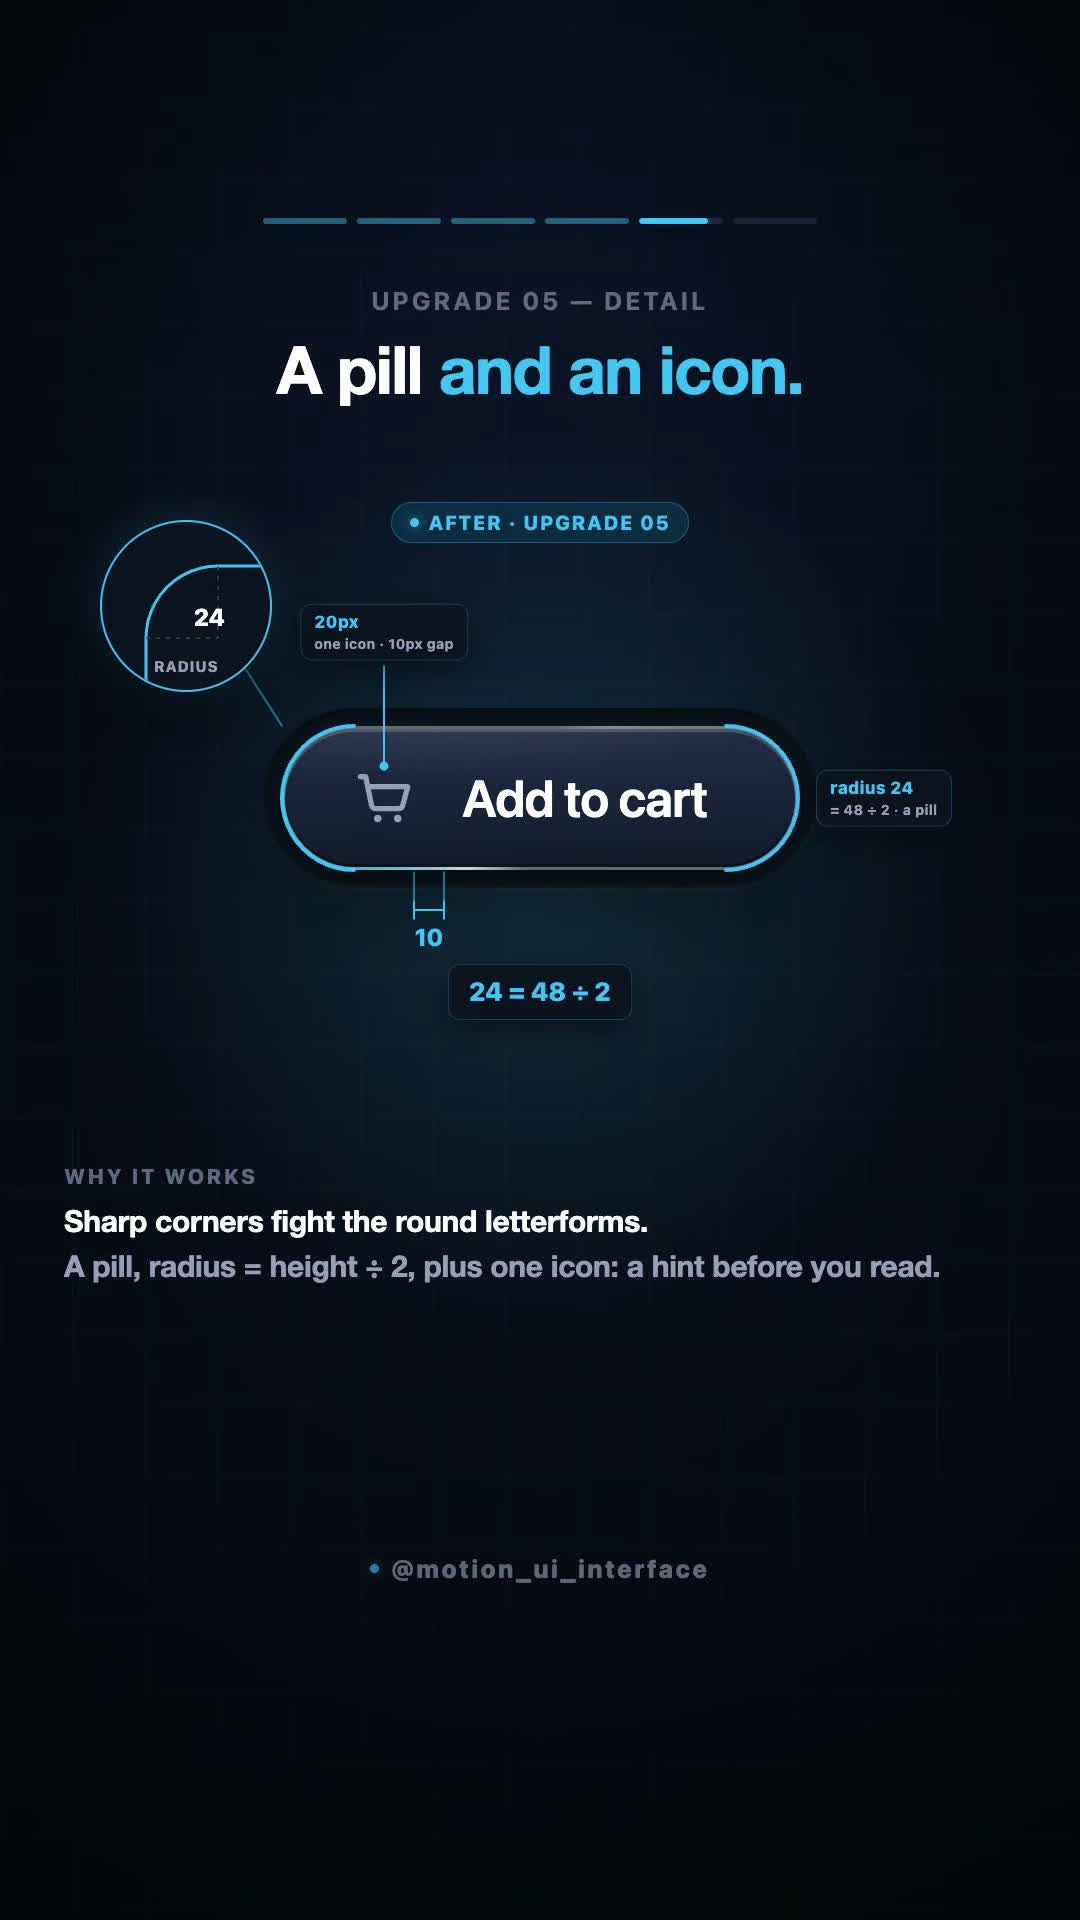 UPGRADE 05 — DETAIL
A pill and an icon.
AFTER · UPGRADE 05
24
RADIUS
20px
one icon · 10px gap
Add to cart
radius 24
= 48 ÷ 2 · a pill
10
24 = 48 ÷ 2
WHY IT WORKS
Sharp corners fight the round letterforms.
A pill, radius = height ÷ 2, plus one icon: a hint before you read.
@motion_ui_interface